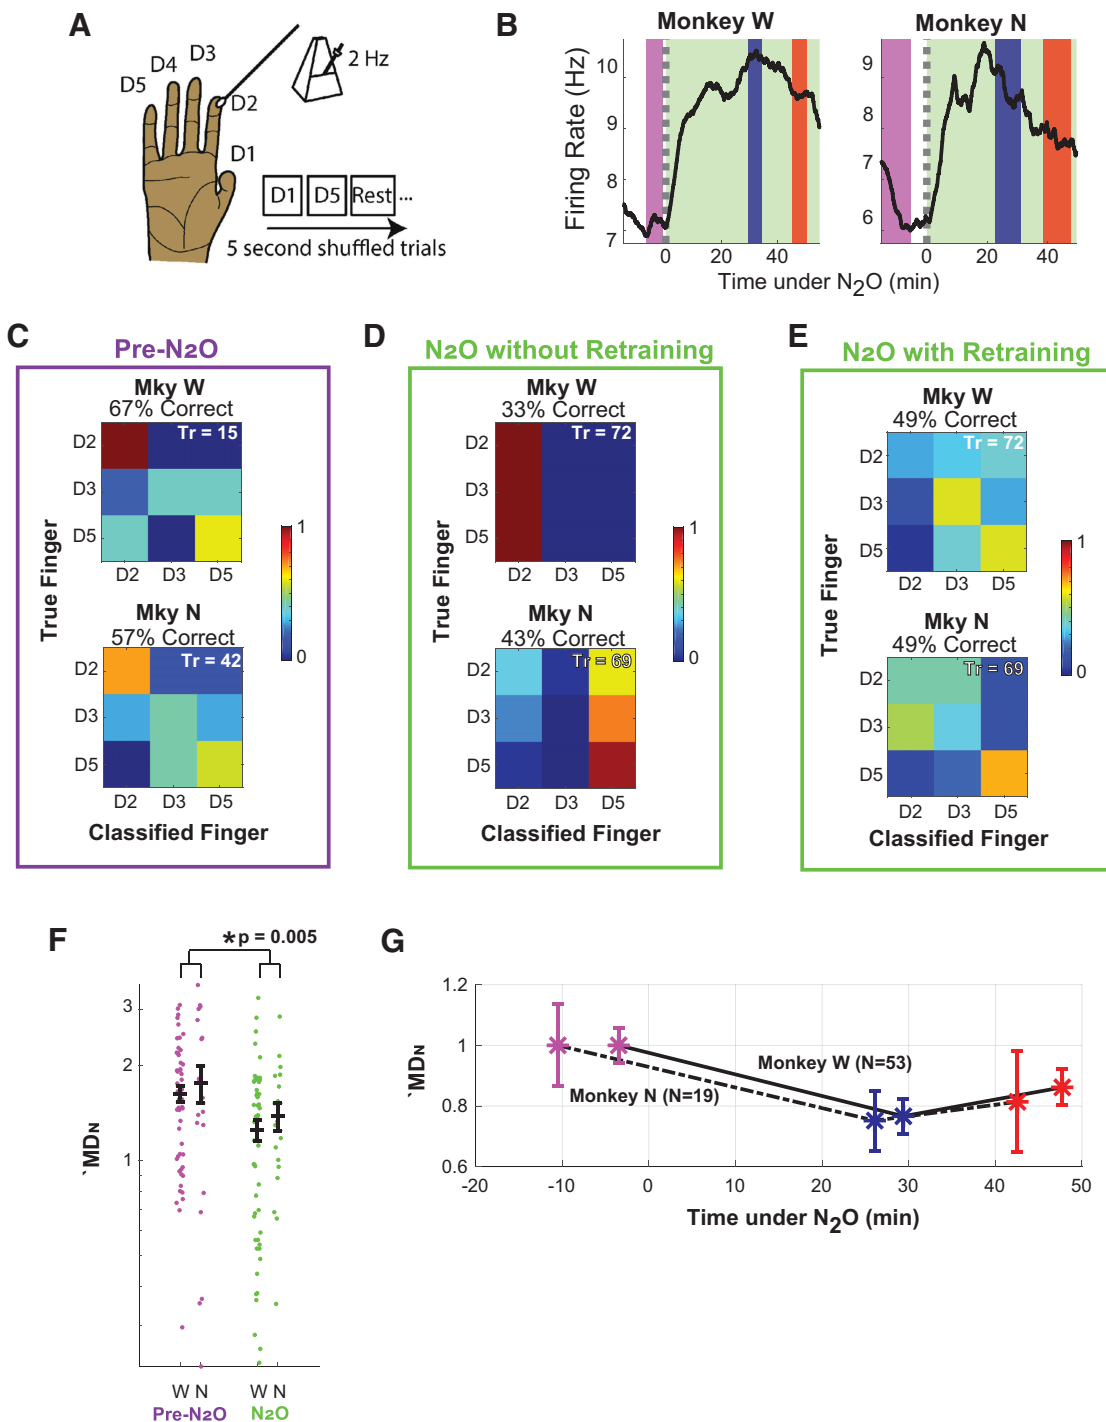 A
D3
D4
D5
D2
D1
2 Hz
D1 D5 Rest ...
5 second shuffled trials
B
Monkey W
Monkey N
Firing Rate (Hz)
10
9
8
7
0 20 40
9
8
7
6
0 20 40
Time under N2O (min)
C
Pre-N2O
Mky W
67% Correct
Tr = 15
D2
D3
D5
D2 D3 D5
1
0
True Finger
Mky N
57% Correct
Tr = 42
D2
D3
D5
D2 D3 D5
Classified Finger
D
N2O without Retraining
Mky W
33% Correct
Tr = 72
D2
D3
D5
D2 D3 D5
1
0
True Finger
Mky N
43% Correct
Tr = 69
D2
D3
D5
D2 D3 D5
Classified Finger
E
N2O with Retraining
Mky W
49% Correct
Tr = 72
D2
D3
D5
D2 D3 D5
1
0
True Finger
Mky N
49% Correct
Tr = 69
D2
D3
D5
D2 D3 D5
Classified Finger
F
*p = 0.005
3
2
1
`MDN
W N W N
Pre-N2O N2O
G
1.2
1
0.8
0.6
`MDN
Monkey W (N=53)
Monkey N (N=19)
-20 -10 0 10 20 30 40 50
Time under N2O (min)